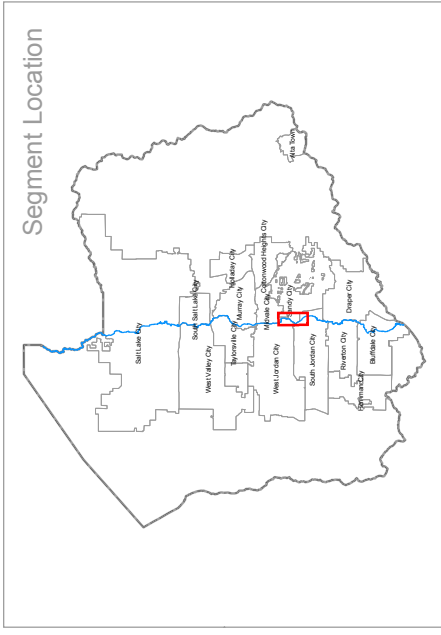 Segment Location
Alta Town
Salt Lake City
South Salt Lake City
Holladay City
Murray City
Cottonwood Heights City
Midvale City
Taylorsville City
West Valley City
West Jordan City
Sandy City
South Jordan City
Draper City
Riverton City
Bluffdale City
Herriman City